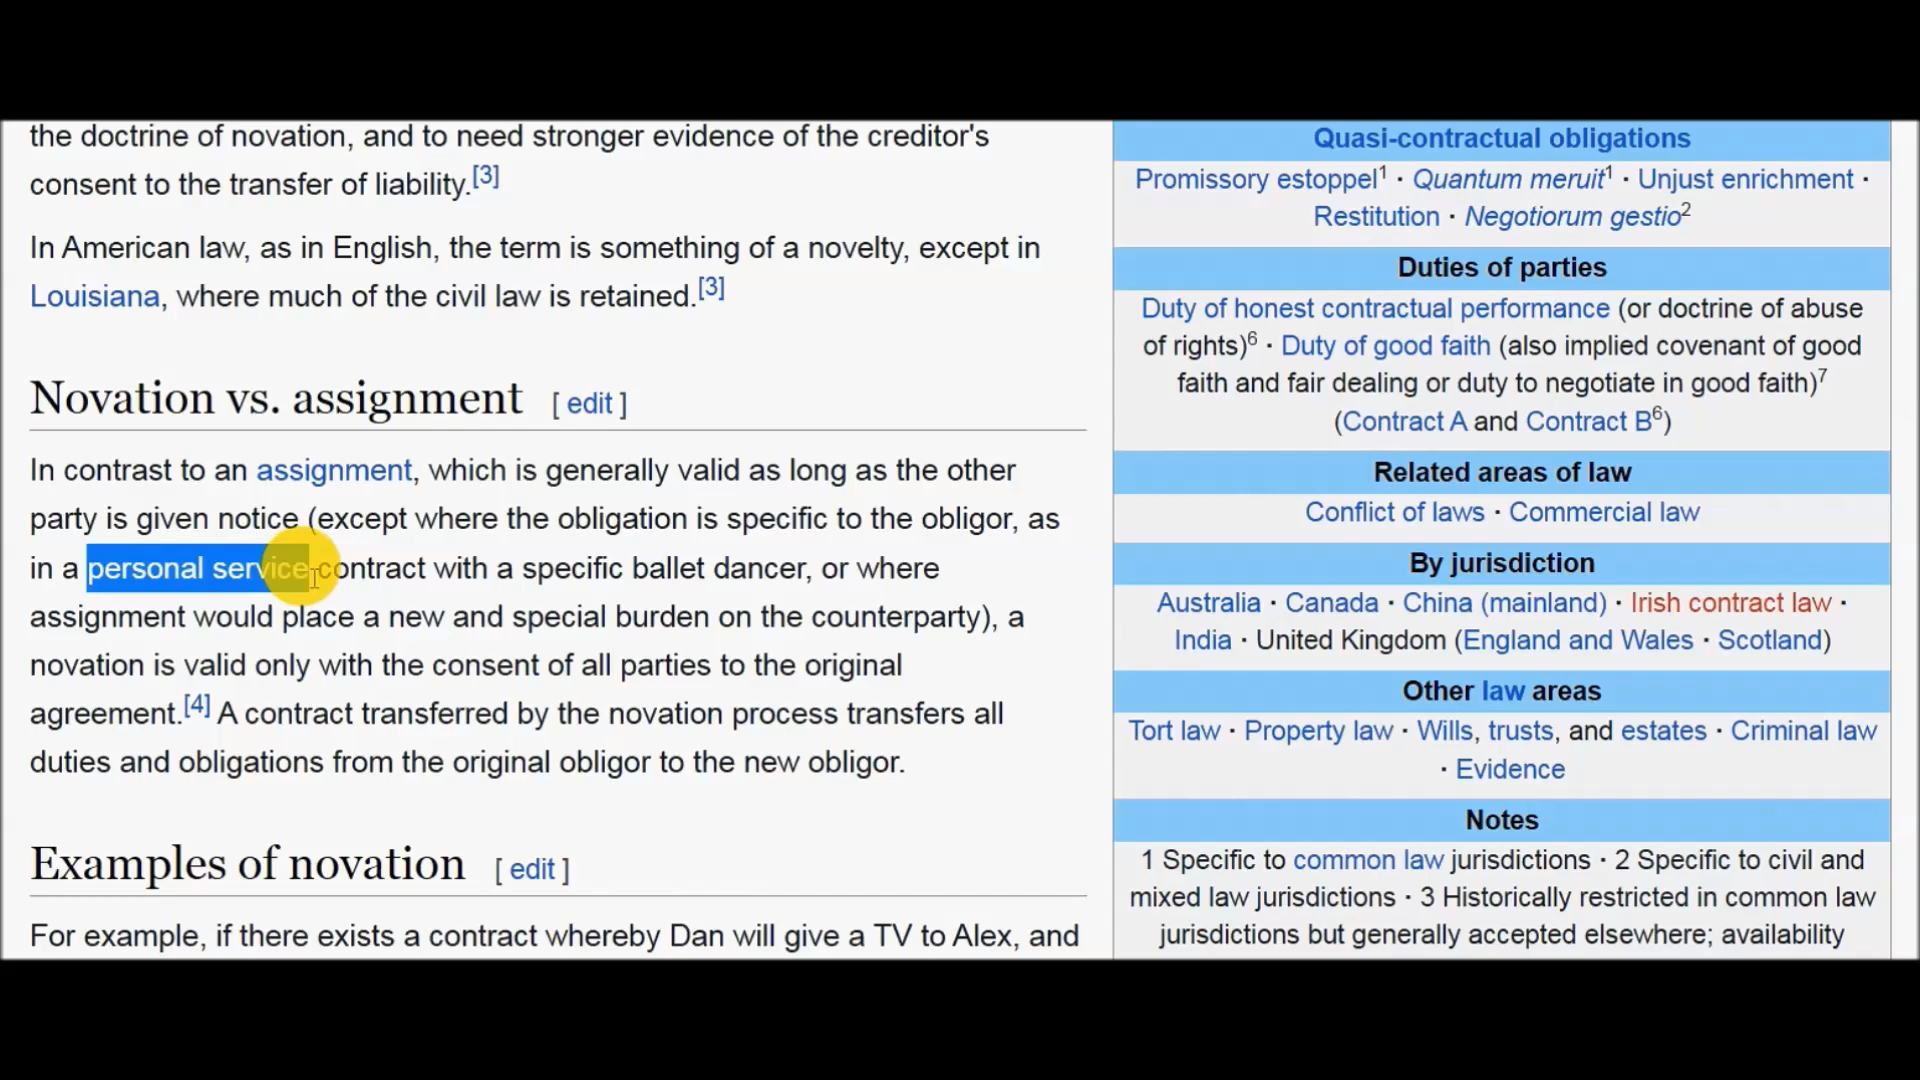 the doctrine of novation, and to need stronger evidence of the creditor's
consent to the transfer of liability.[3]
In American law, as in English, the term is something of a novelty, except in
Louisiana, where much of the civil law is retained.[3]
Novation vs. assignment [ edit ]
In contrast to an assignment, which is generally valid as long as the other
party is given notice (except where the obligation is specific to the obligor, as
in a personal service contract with a specific ballet dancer, or where
assignment would place a new and special burden on the counterparty), a
novation is valid only with the consent of all parties to the original
agreement.[4] A contract transferred by the novation process transfers all
duties and obligations from the original obligor to the new obligor.
Examples of novation [ edit ]
For example, if there exists a contract whereby Dan will give a TV to Alex, and
Quasi-contractual obligations
Promissory estoppel1 · Quantum meruit1 · Unjust enrichment ·
Restitution · Negotiorum gestio2
Duties of parties
Duty of honest contractual performance (or doctrine of abuse
of rights)6 · Duty of good faith (also implied covenant of good
faith and fair dealing or duty to negotiate in good faith)7
(Contract A and Contract B6)
Related areas of law
Conflict of laws · Commercial law
By jurisdiction
Australia · Canada · China (mainland) · Irish contract law ·
India · United Kingdom (England and Wales · Scotland)
Other law areas
Tort law · Property law · Wills, trusts, and estates · Criminal law
· Evidence
Notes
1 Specific to common law jurisdictions · 2 Specific to civil and
mixed law jurisdictions · 3 Historically restricted in common law
jurisdictions but generally accepted elsewhere; availability